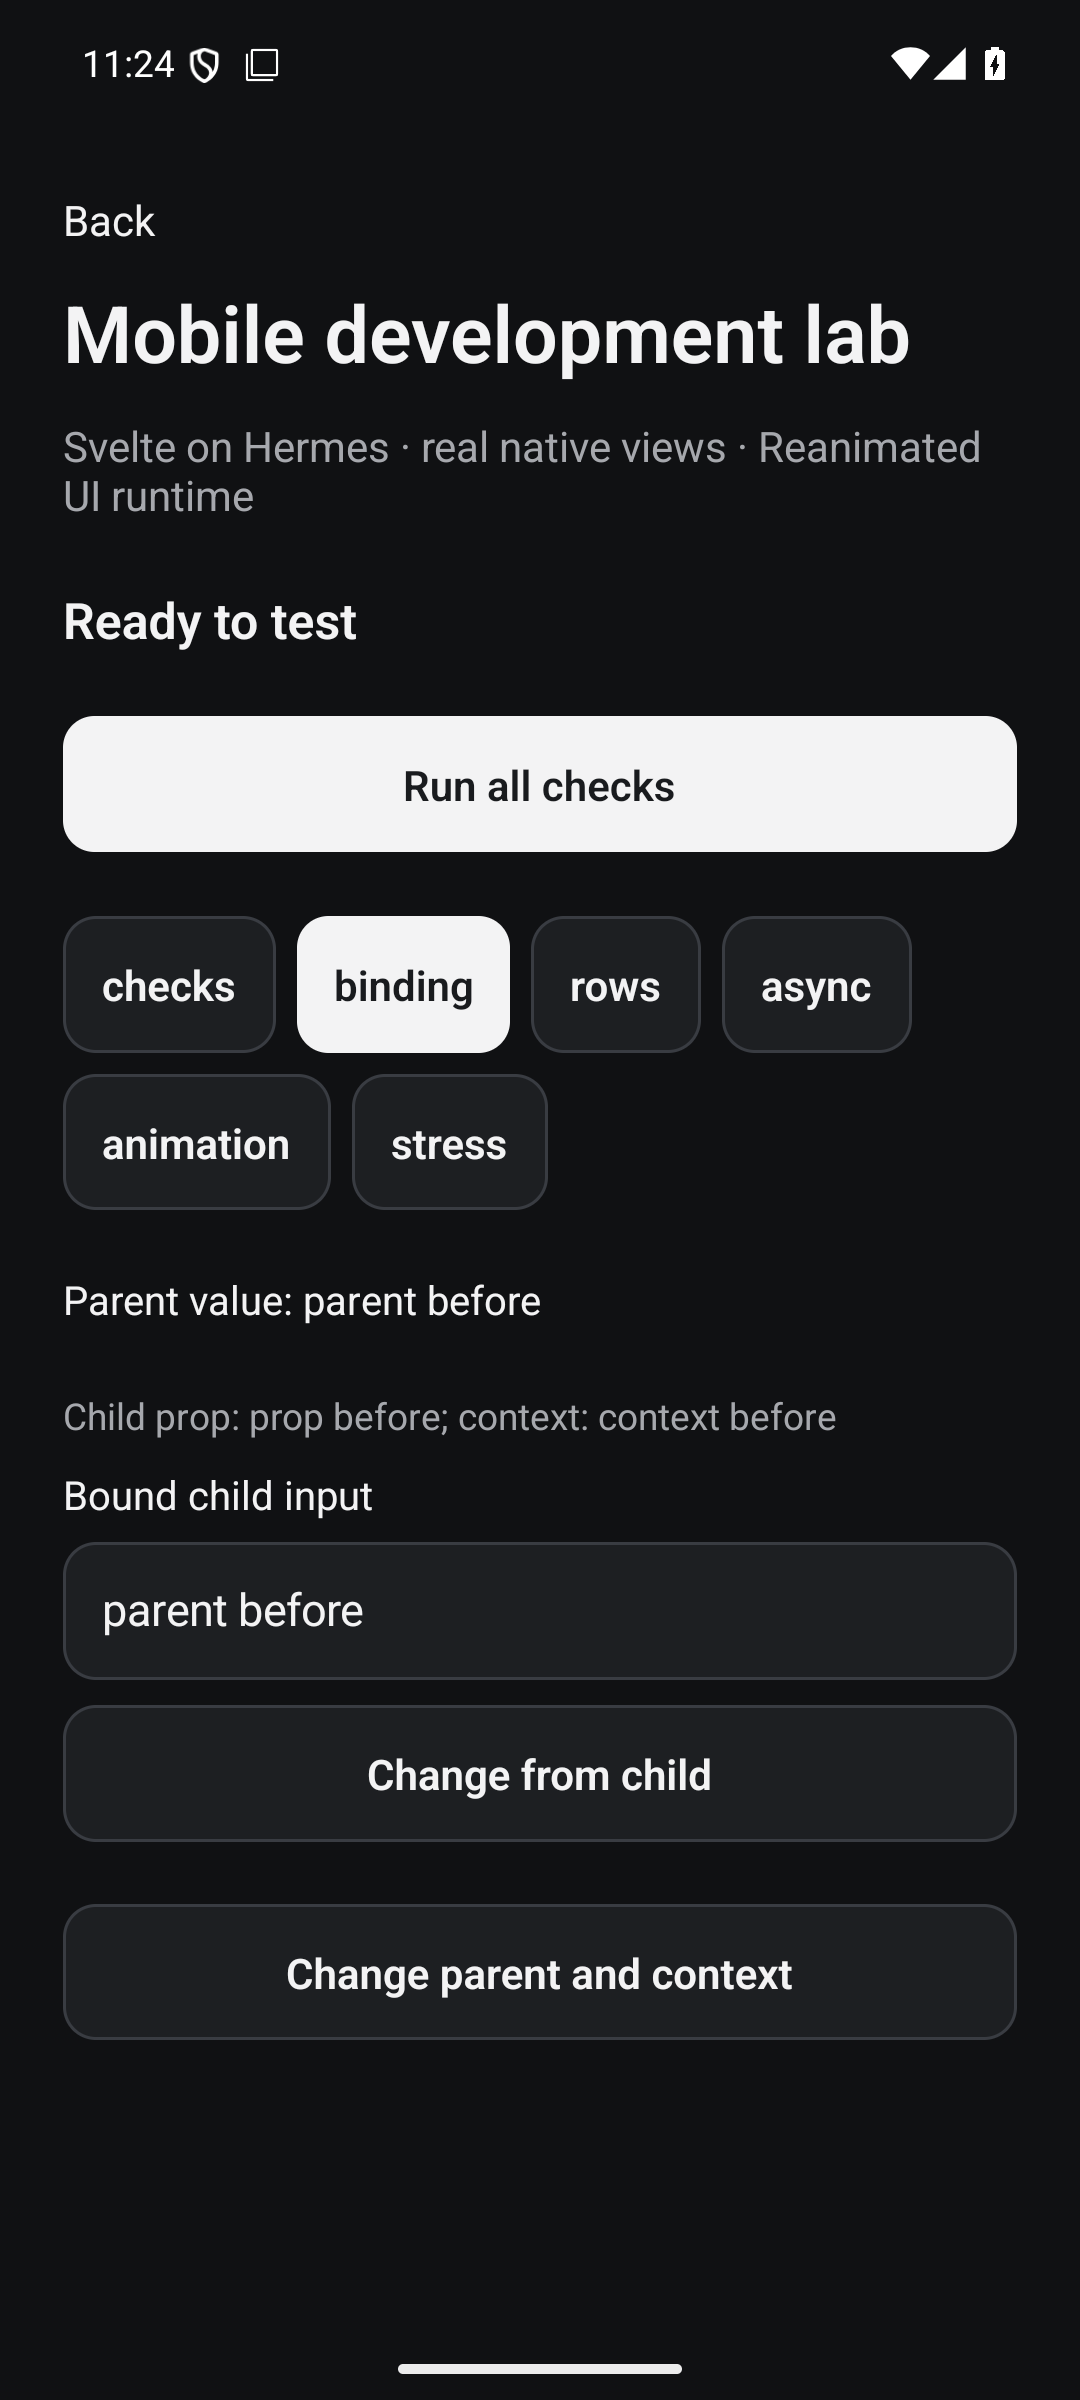 11:24
Back
Mobile development lab
Svelte on Hermes · real native views · Reanimated
UI runtime
Ready to test
Run all checks
checks
binding
rows
async
animation
stress
Parent value: parent before
Child prop: prop before; context: context before
Bound child input
parent before
Change from child
Change parent and context